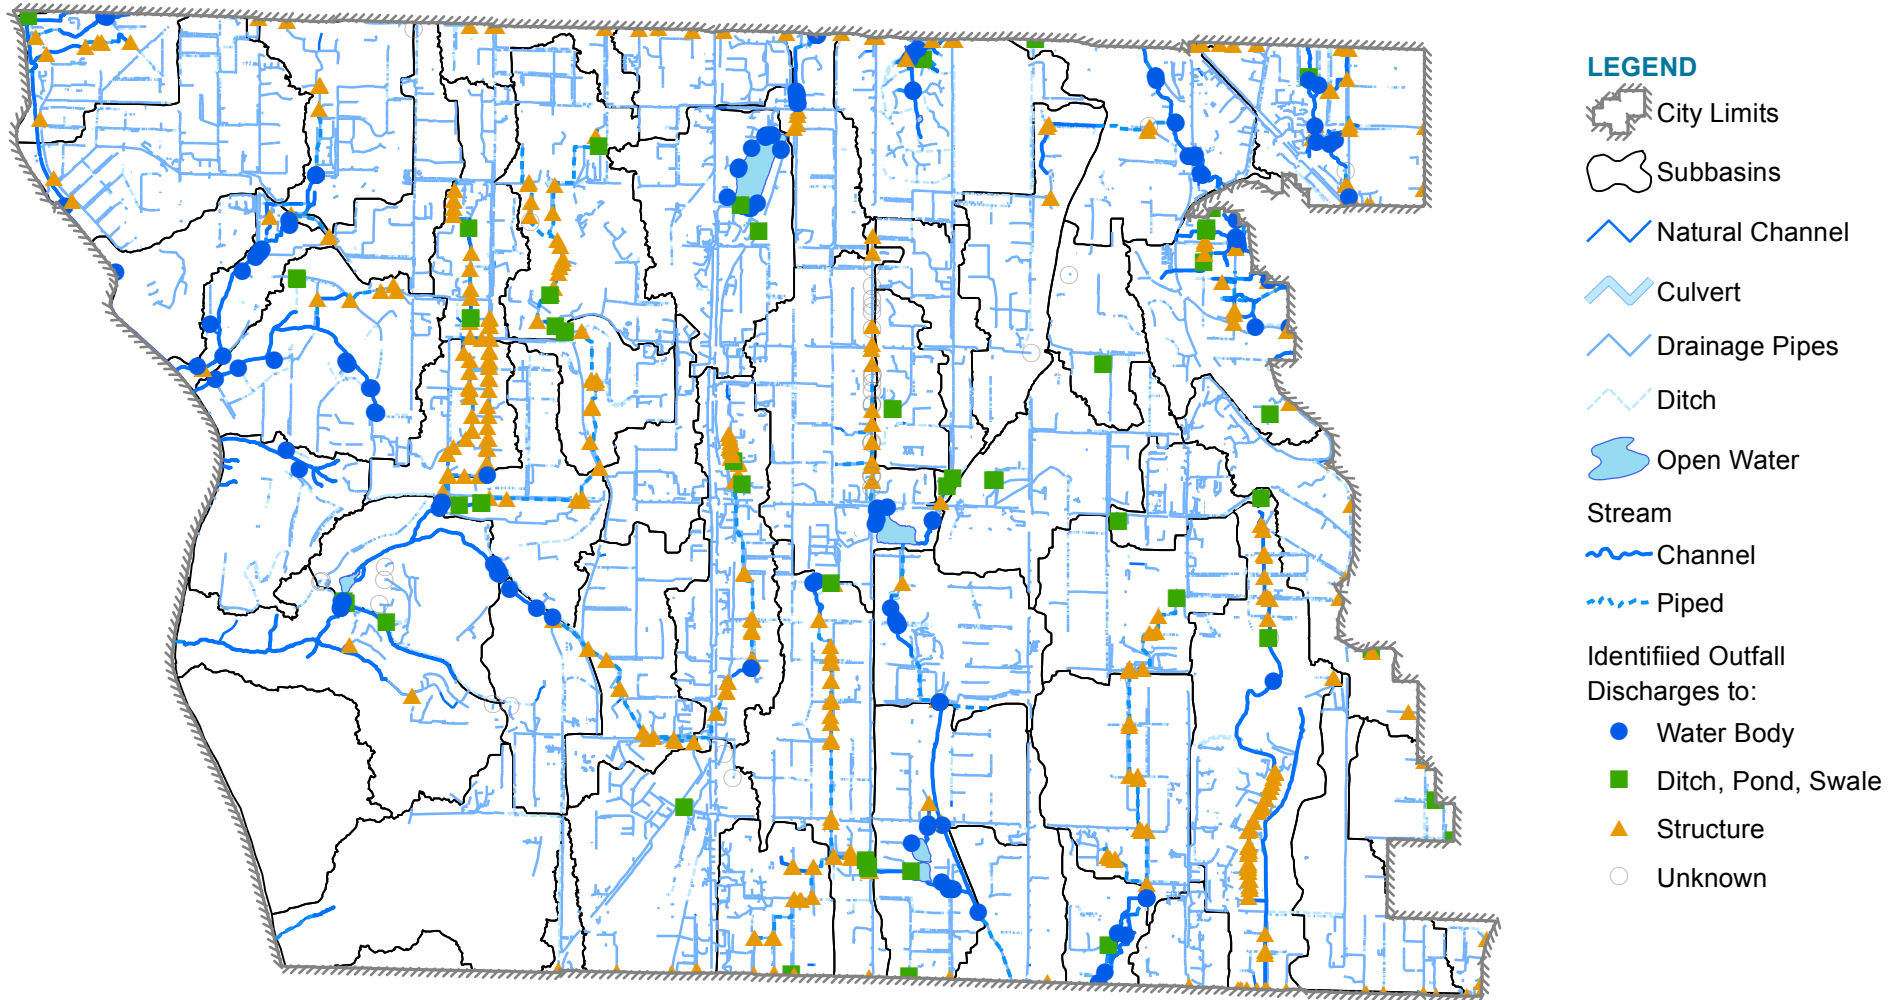 LEGEND
City Limits
Subbasins
Natural Channel
Culvert
Drainage Pipes
Ditch
Open Water
Stream
Channel
Piped
Identifiied Outfall
Discharges to:
Water Body
Ditch, Pond, Swale
Structure
Unknown